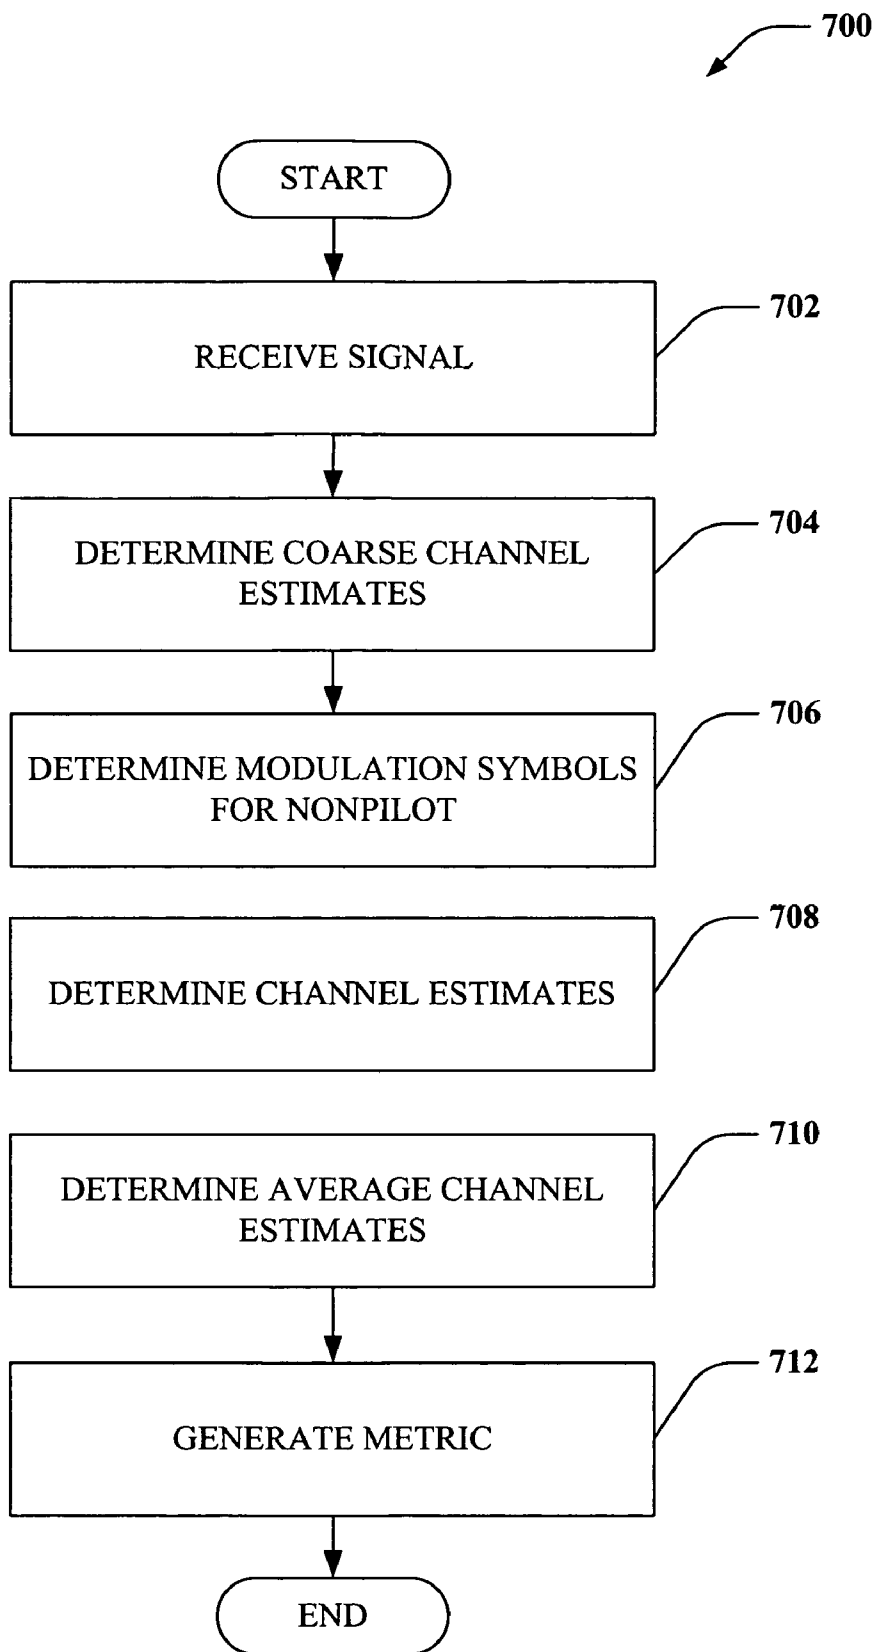 700
START
702
RECEIVE SIGNAL
704
DETERMINE COARSE CHANNEL
ESTIMATES
706
DETERMINE MODULATION SYMBOLS
FOR NONPILOT
708
DETERMINE CHANNEL ESTIMATES
710
DETERMINE AVERAGE CHANNEL
ESTIMATES
712
GENERATE METRIC
END